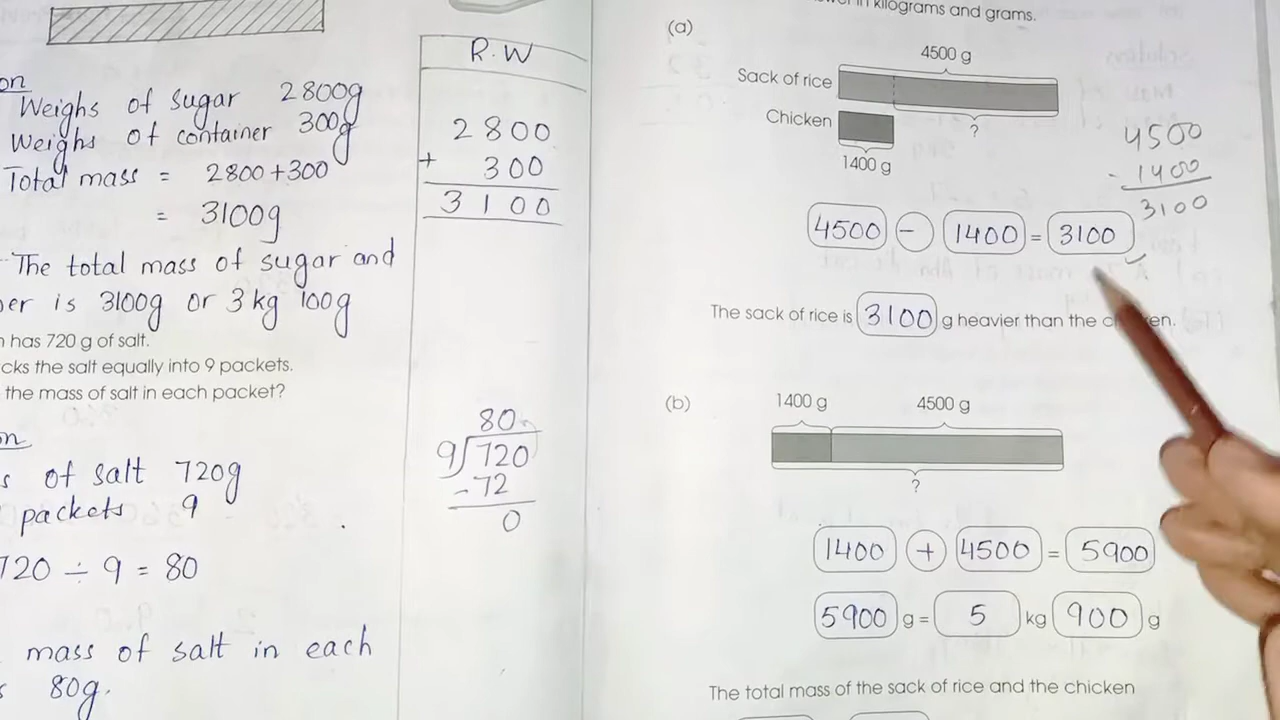 on
Weighs of sugar 2800g
Weighs of container 300g
Total mass = 2800+300
= 3100g
The total mass of sugar and
er is 3100g or 3 kg 100g
has 720 g of salt.
cks the salt equally into 9 packets.
the mass of salt in each packet?
n
s of salt 720g
packets 9
720 ÷ 9 = 80
mass of salt in each
s 80g.
R.W
2800
+ 300
3100
80
9)720
-72
0
in kilograms and grams.
(a)
4500 g
Sack of rice
Chicken
?
1400 g
4500
- 1400
3100
4500 - 1400 = 3100
The sack of rice is 3100 g heavier than the c en.
(b)
1400 g 4500 g
?
1400 + 4500 = 5900
5900 g = 5 kg 900 g
The total mass of the sack of rice and the chicken